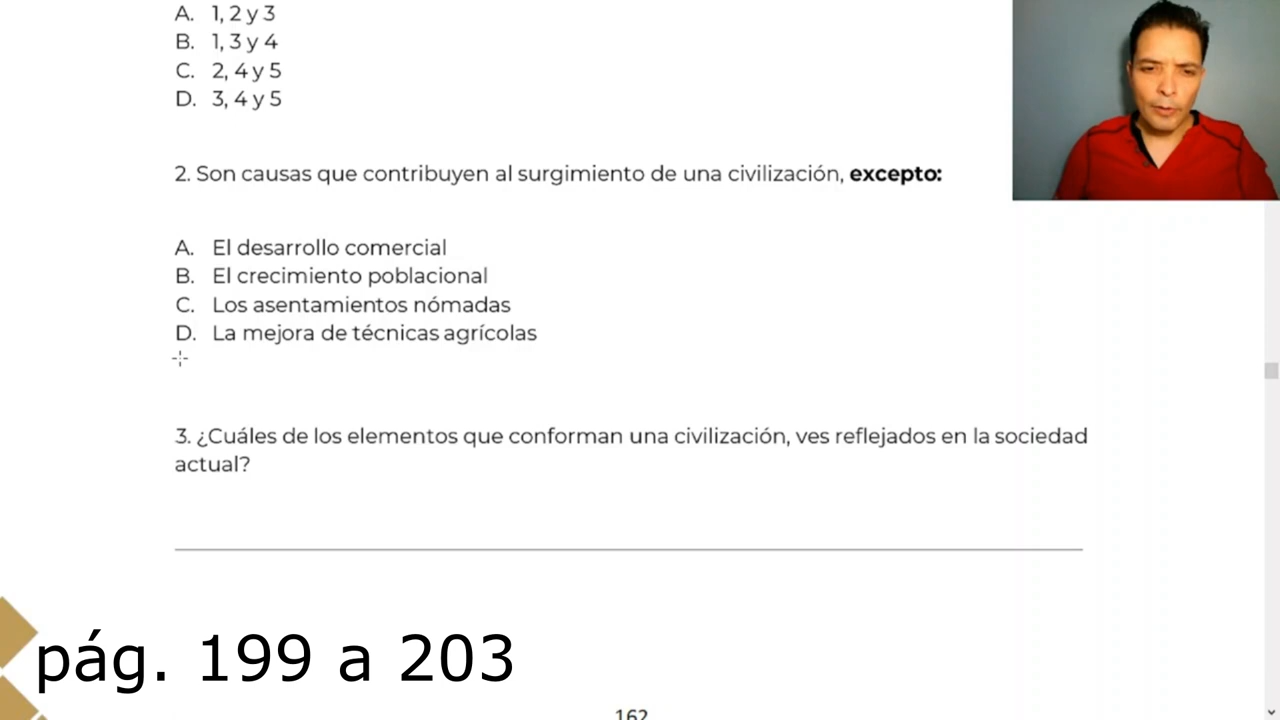 A. 1, 2 y 3
B. 1, 3 y 4
C. 2, 4 y 5
D. 3, 4 y 5
2. Son causas que contribuyen al surgimiento de una civilización, excepto:
A. El desarrollo comercial
B. El crecimiento poblacional
C. Los asentamientos nómadas
D. La mejora de técnicas agrícolas
3. ¿Cuáles de los elementos que conforman una civilización, ves reflejados en la sociedad
actual?
pág. 199 a 203
162